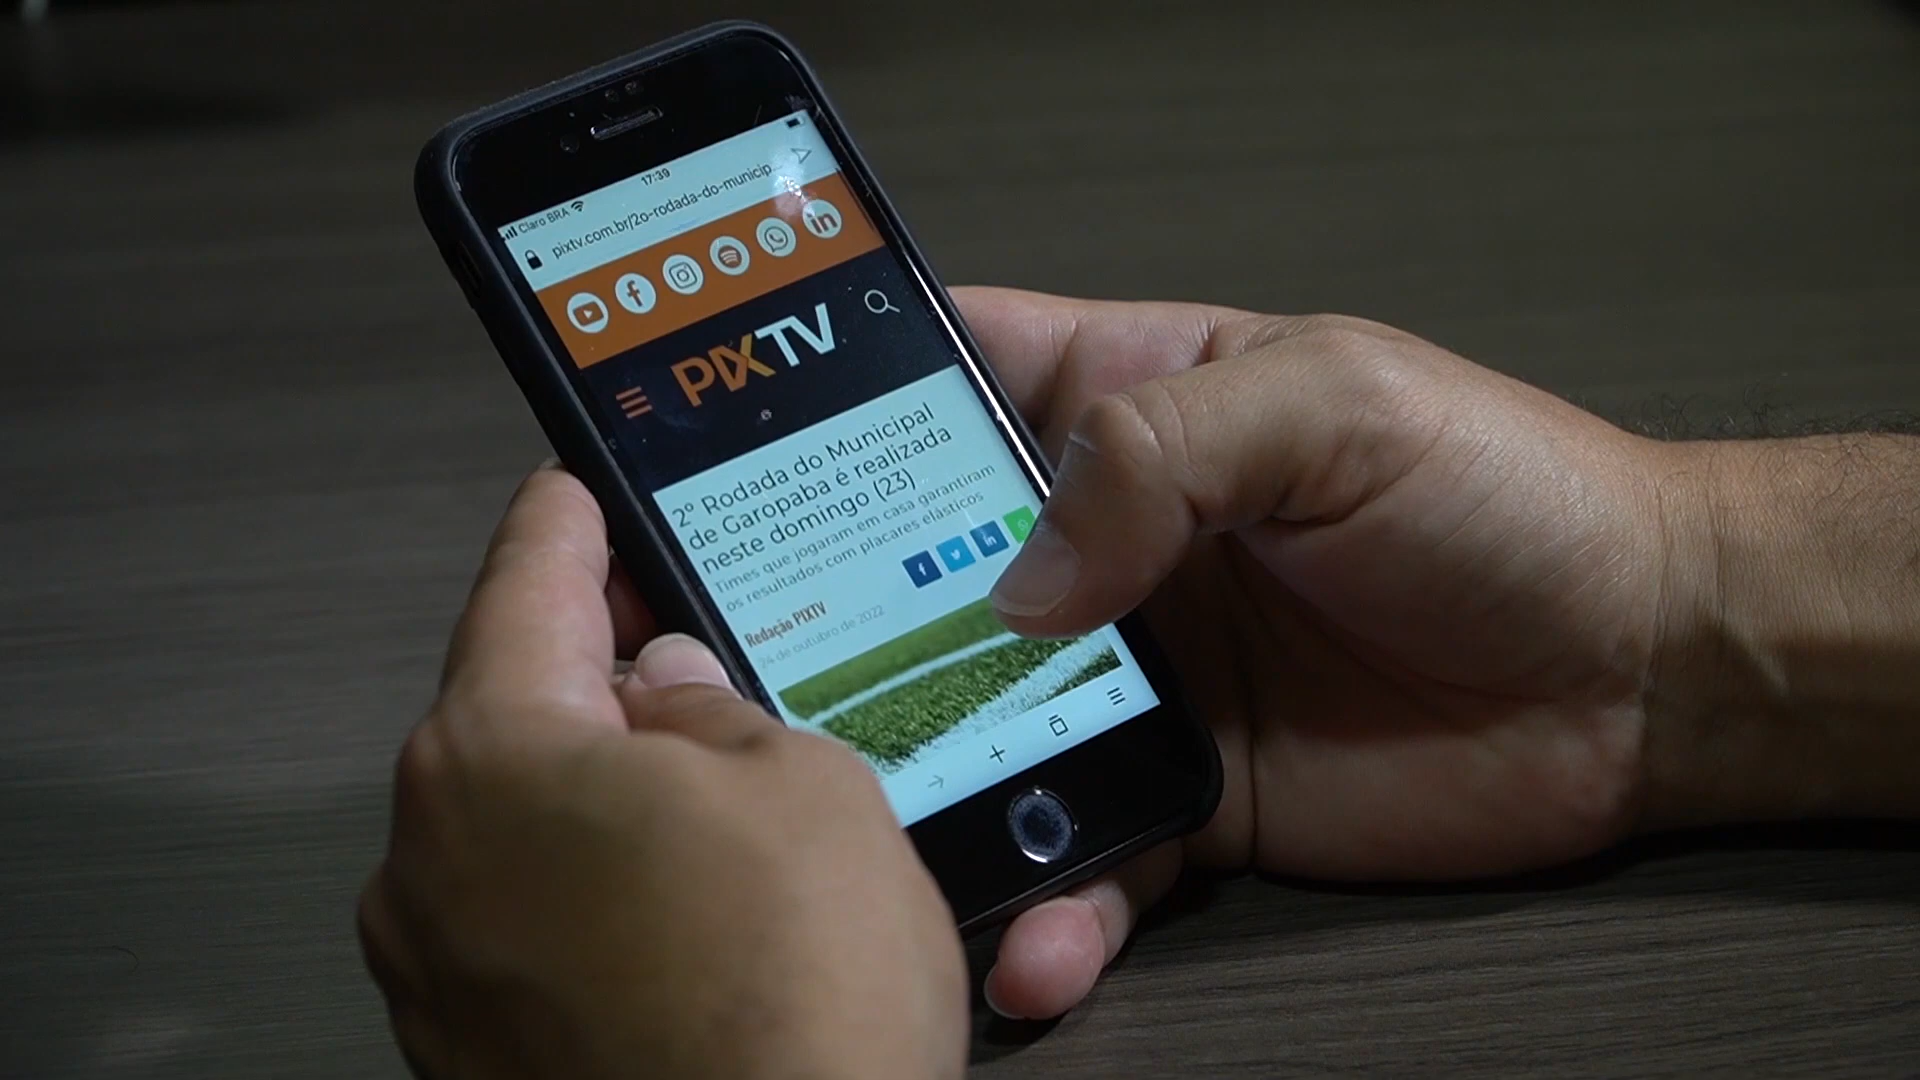 17:39
Claro BRA
pixtv.com.br/2o-rodada-do-municip...
PIXTV
2º Rodada do Municipal
de Garopaba é realizada
neste domingo (23)
Times que jogaram em casa garantiram
os resultados com placares elásticos
Redação PIXTV
24 de outubro de 2022